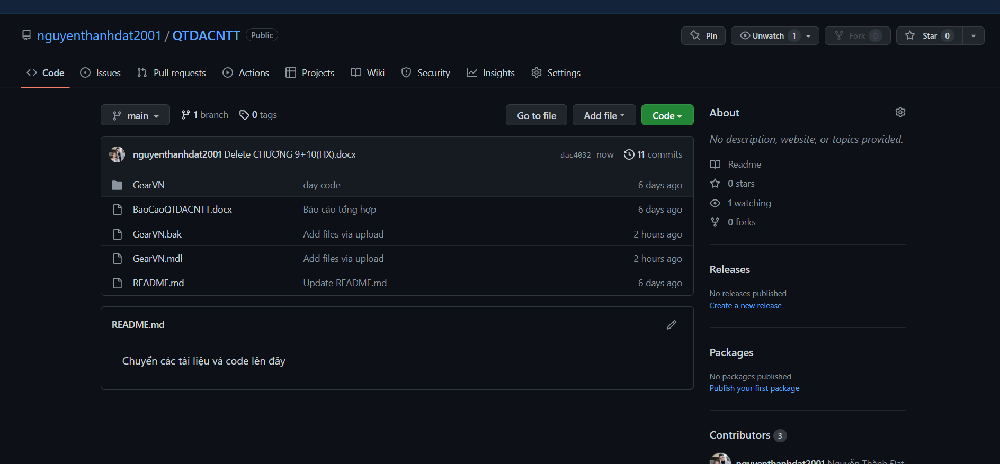 nguyenthanhdat2001 / QTDACNTT Public
Pin Unwatch 1 Fork 0 Star 0
Code Issues Pull requests Actions Projects Wiki Security Insights Settings
main 1 branch 0 tags Go to file Add file Code
nguyenthanhdat2001 Delete CHƯƠNG 9+10(FIX).docx dac4032 now 11 commits
GearVN day code 6 days ago
BaoCaoQTDACNTT.docx Báo cáo tổng hợp 6 days ago
GearVN.bak Add files via upload 2 hours ago
GearVN.mdl Add files via upload 2 hours ago
README.md Update README.md 6 days ago
README.md
Chuyển các tài liệu và code lên đây
About
No description, website, or topics provided.
Readme
0 stars
1 watching
0 forks
Releases
No releases published
Create a new release
Packages
No packages published
Publish your first package
Contributors 3
nguyenthanhdat2001 Nguyễn Thành Đạt